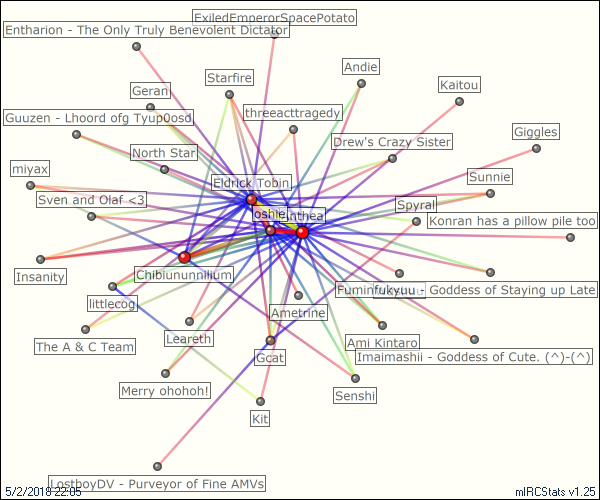 ExiledEmperorSpacePotato
Entharion - The Only Truly Benevolent Dictator
Andie
Starfire
Kaitou
Geran
threeacttragedy
Guuzen - Lhoord ofg Tyup0osd
Giggles
Drew's Crazy Sister
North Star
miyax
Eldrick Tobin
Sunnie
Sven and Olaf <3
Spyral
Konran has a pillow pile too
Insanity
Chibiununnilium
littlecog
Goddess of Staying up Late
Ametrine
Leareth
Ami Kintaro
The A & C Team
Gcat
Imaimashii - Goddess of Cute. (^)-(^)
Merry ohohoh!
Senshi
Kit
LostboyDV - Purveyor of Fine AMVs
5/2/2018 22:05
mIRCStats v1.25